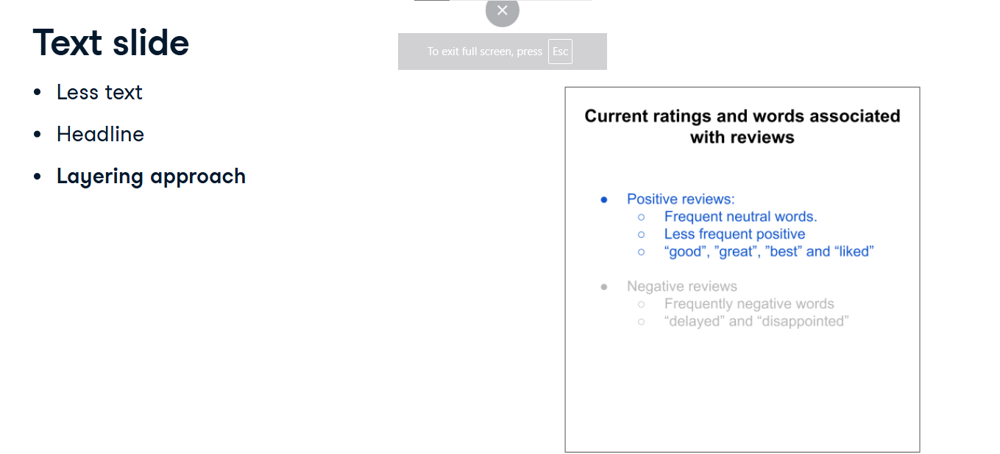 Text slide
To exit full screen, press Esc
• Less text
• Headline
• Layering approach
Current ratings and words associated
with reviews
● Positive reviews:
○ Frequent neutral words.
○ Less frequent positive
○ “good”, ”great”, ”best” and “liked”
● Negative reviews
○ Frequently negative words
○ “delayed” and “disappointed”